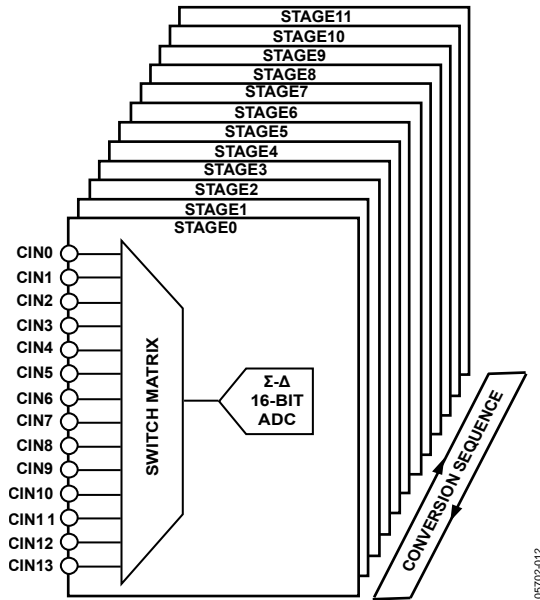 STAGE11
STAGE10
STAGE9
STAGE8
STAGE7
STAGE6
STAGE5
STAGE4
STAGE3
STAGE2
STAGE1
STAGE0
CIN0
CIN1
CIN2
CIN3
CIN4
CIN5
CIN6
CIN7
CIN8
CIN9
CIN10
CIN11
CIN12
CIN13
SWITCH MATRIX
Σ-Δ
16-BIT
ADC
CONVERSION SEQUENCE
05702-012